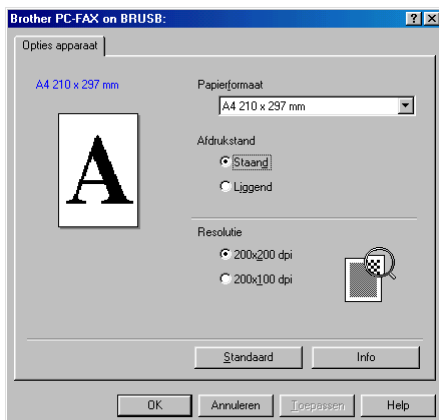 Brother PC-FAX on BRUSB:
Opties apparaat
A4 210 x 297 mm
A
Papierformaat
A4 210 x 297 mm
Afdrukstand
Staand
Liggend
Resolutie
200x200 dpi
200x100 dpi
Standaard Info
OK Annuleren Toepassen Help